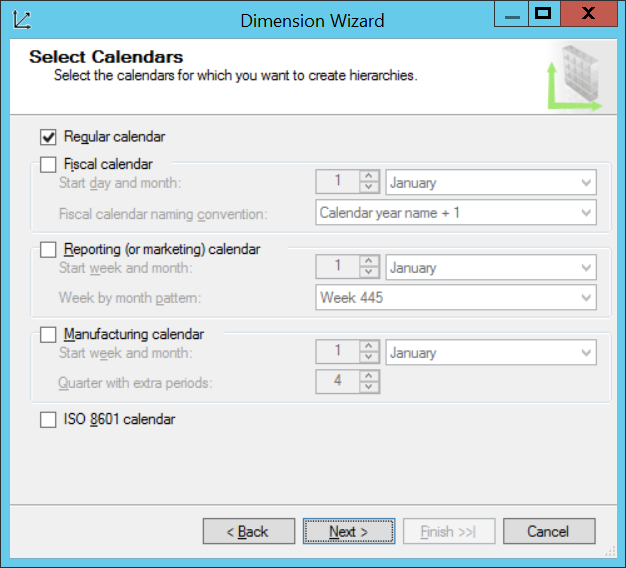 Dimension Wizard
Select Calendars
Select the calendars for which you want to create hierarchies.
Regular calendar
Fiscal calendar
Start day and month: 1 January
Fiscal calendar naming convention: Calendar year name + 1
Reporting (or marketing) calendar
Start week and month: 1 January
Week by month pattern: Week 445
Manufacturing calendar
Start week and month: 1 January
Quarter with extra periods: 4
ISO 8601 calendar
< Back Next > Finish >>| Cancel